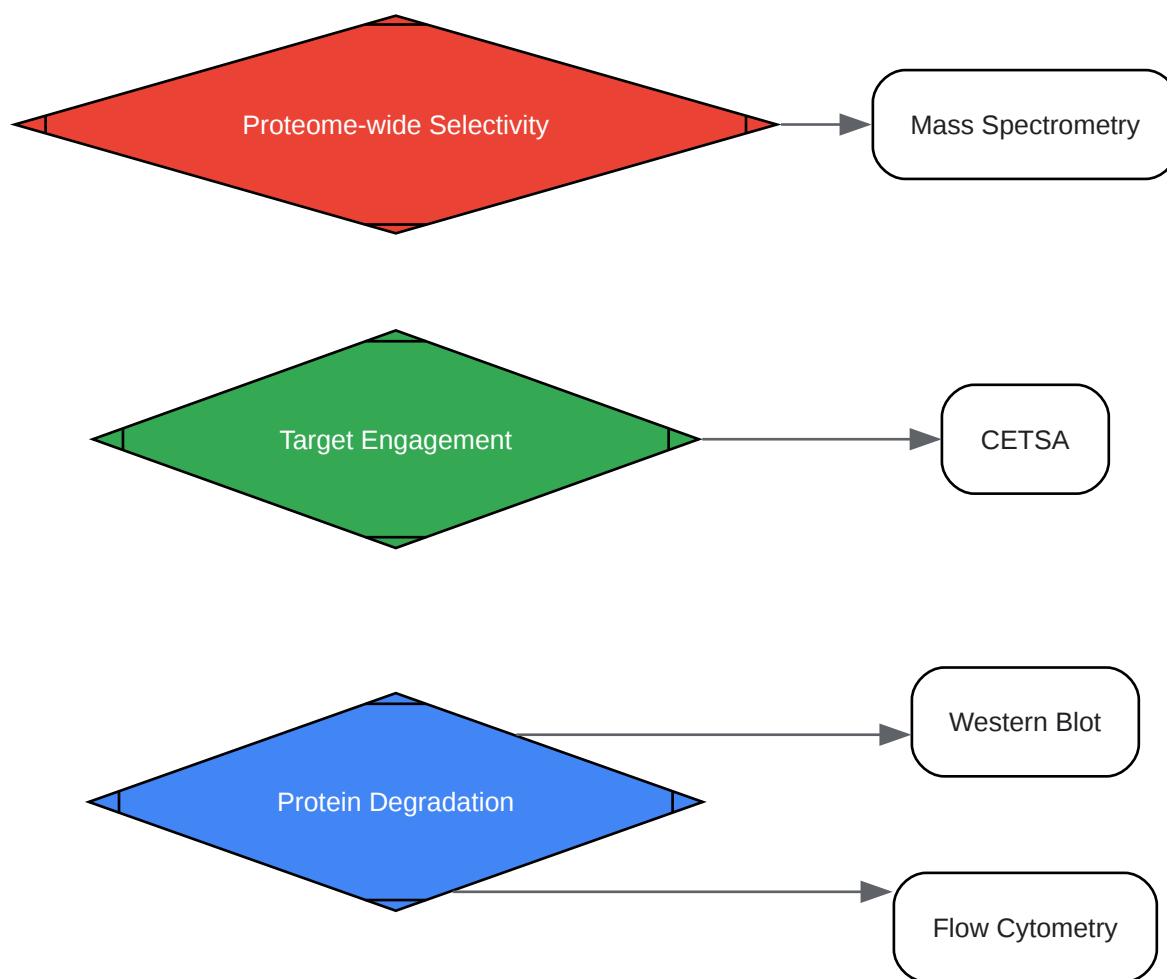 Proteome-wide Selectivity
Mass Spectrometry
Target Engagement
CETSA
Protein Degradation
Western Blot
Flow Cytometry